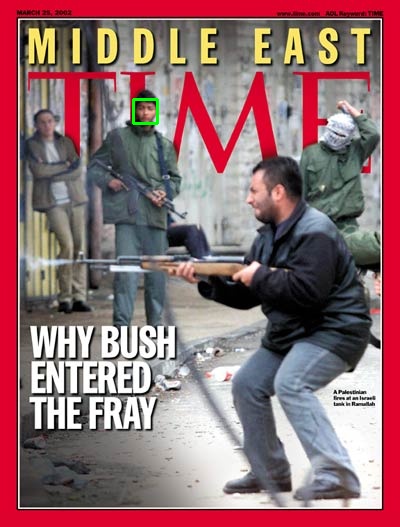 MARCH 25, 2002 www.time.com AOL Keyword: TIME
MIDDLE EAST
TIME
WHY BUSH
ENTERED
THE FRAY
A Palestinian
fires at an Israeli
tank in Ramallah